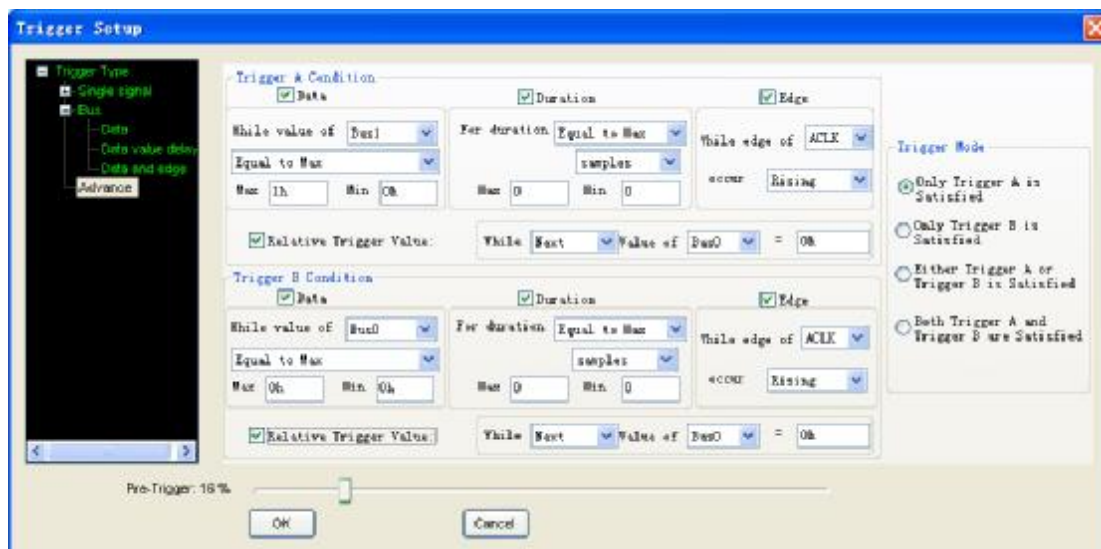 Trigger Setup
Trigger Type
Single signal
Bus
Data
Data value delay
Data and edge
Advance
Trigger A Condition
Data
Duration
Edge
While value of Bus1
For duration Equal to Max
While edge of ACLK
Equal to Max
samples
occur Rising
Max 1h Min 0h
Max 0 Min 0
Relative Trigger Value:
While Next Value of Bus0 = 0h
Trigger B Condition
Data
Duration
Edge
While value of Bus0
For duration Equal to Max
While edge of ACLK
Equal to Max
samples
occur Rising
Max 0h Min 0h
Max 0 Min 0
Relative Trigger Value:
While Next Value of Bus0 = 0h
Trigger Mode
Only Trigger A is
Satisfied
Only Trigger B is
Satisfied
Either Trigger A or
Trigger B is Satisfied
Both Trigger A and
Trigger B are Satisfied
Pre-Trigger: 16 %
OK
Cancel